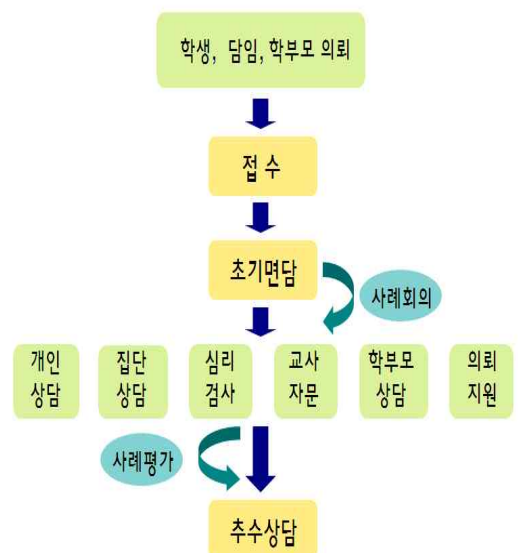 학생, 담임, 학부모 의뢰
접 수
초기면담
사례회의
개인
상담
집단
상담
심리
검사
교사
자문
학부모
상담
의뢰
지원
사례평가
추수상담